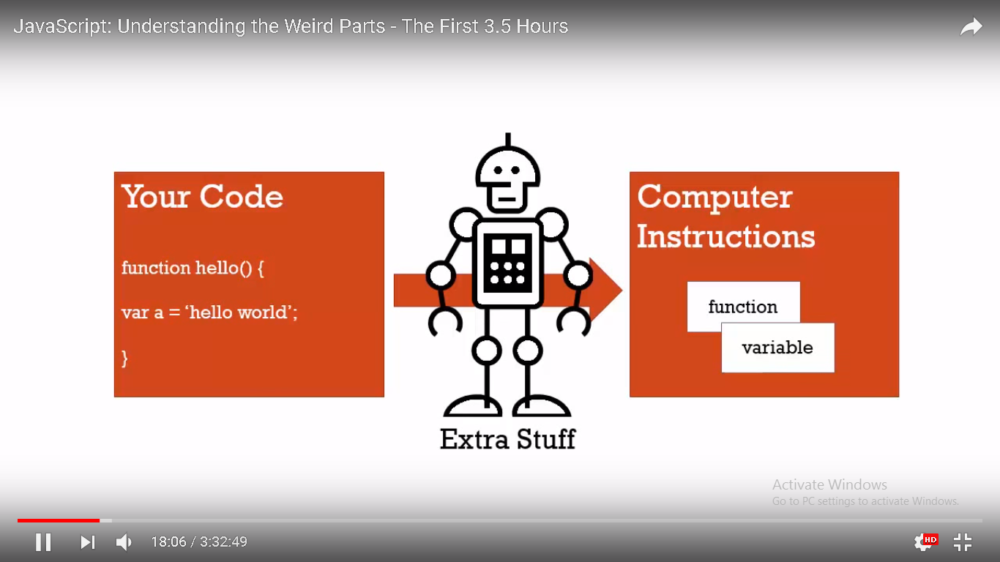 JavaScript: Understanding the Weird Parts - The First 3.5 Hours
Your Code
function hello() {
var a = ‘hello world’;
}
Extra Stuff
Computer
Instructions
function
variable
Activate Windows
Go to PC settings to activate Windows.
18:06 / 3:32:49
HD